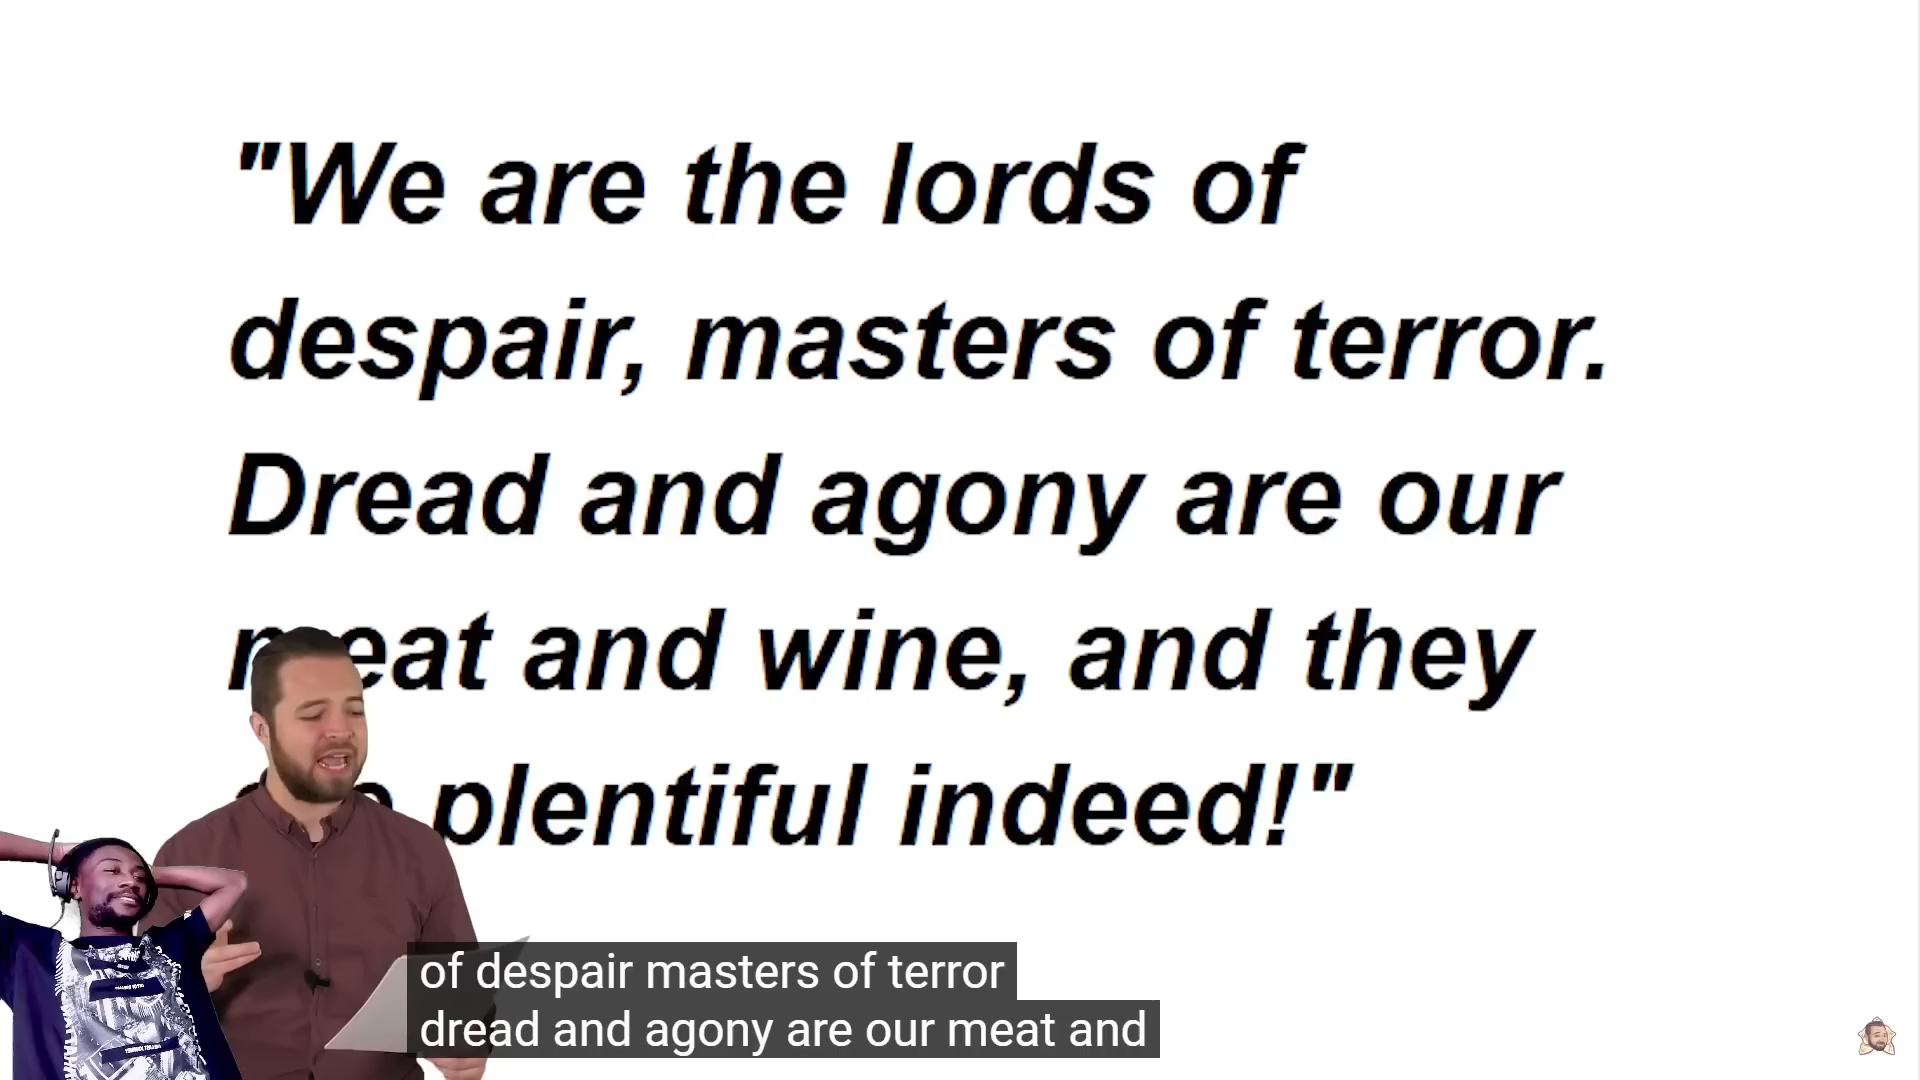 "We are the lords of
despair, masters of terror.
Dread and agony are our
meat and wine, and they
plentiful indeed!"
of despair masters of terror
dread and agony are our meat and